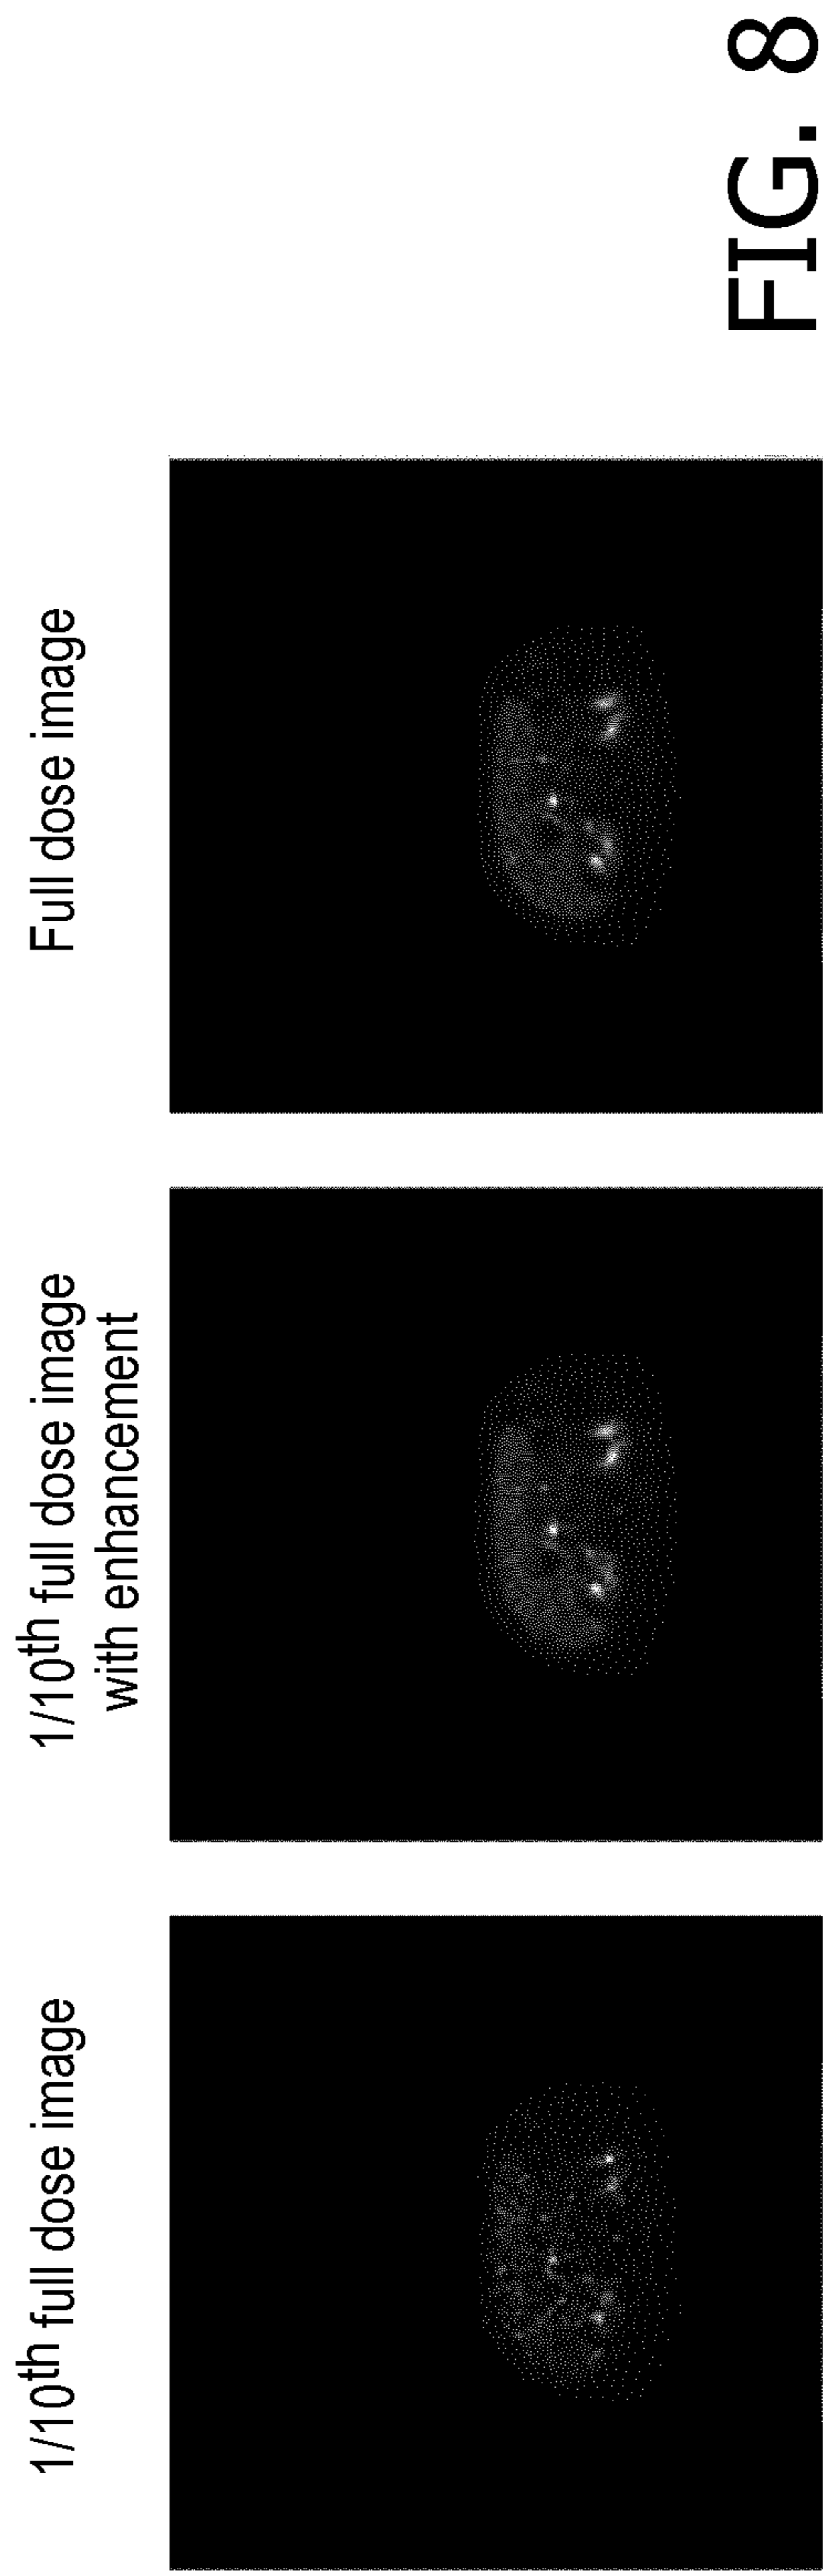 1/10th full dose image
1/10th full dose image
with enhancement
Full dose image
FIG. 8